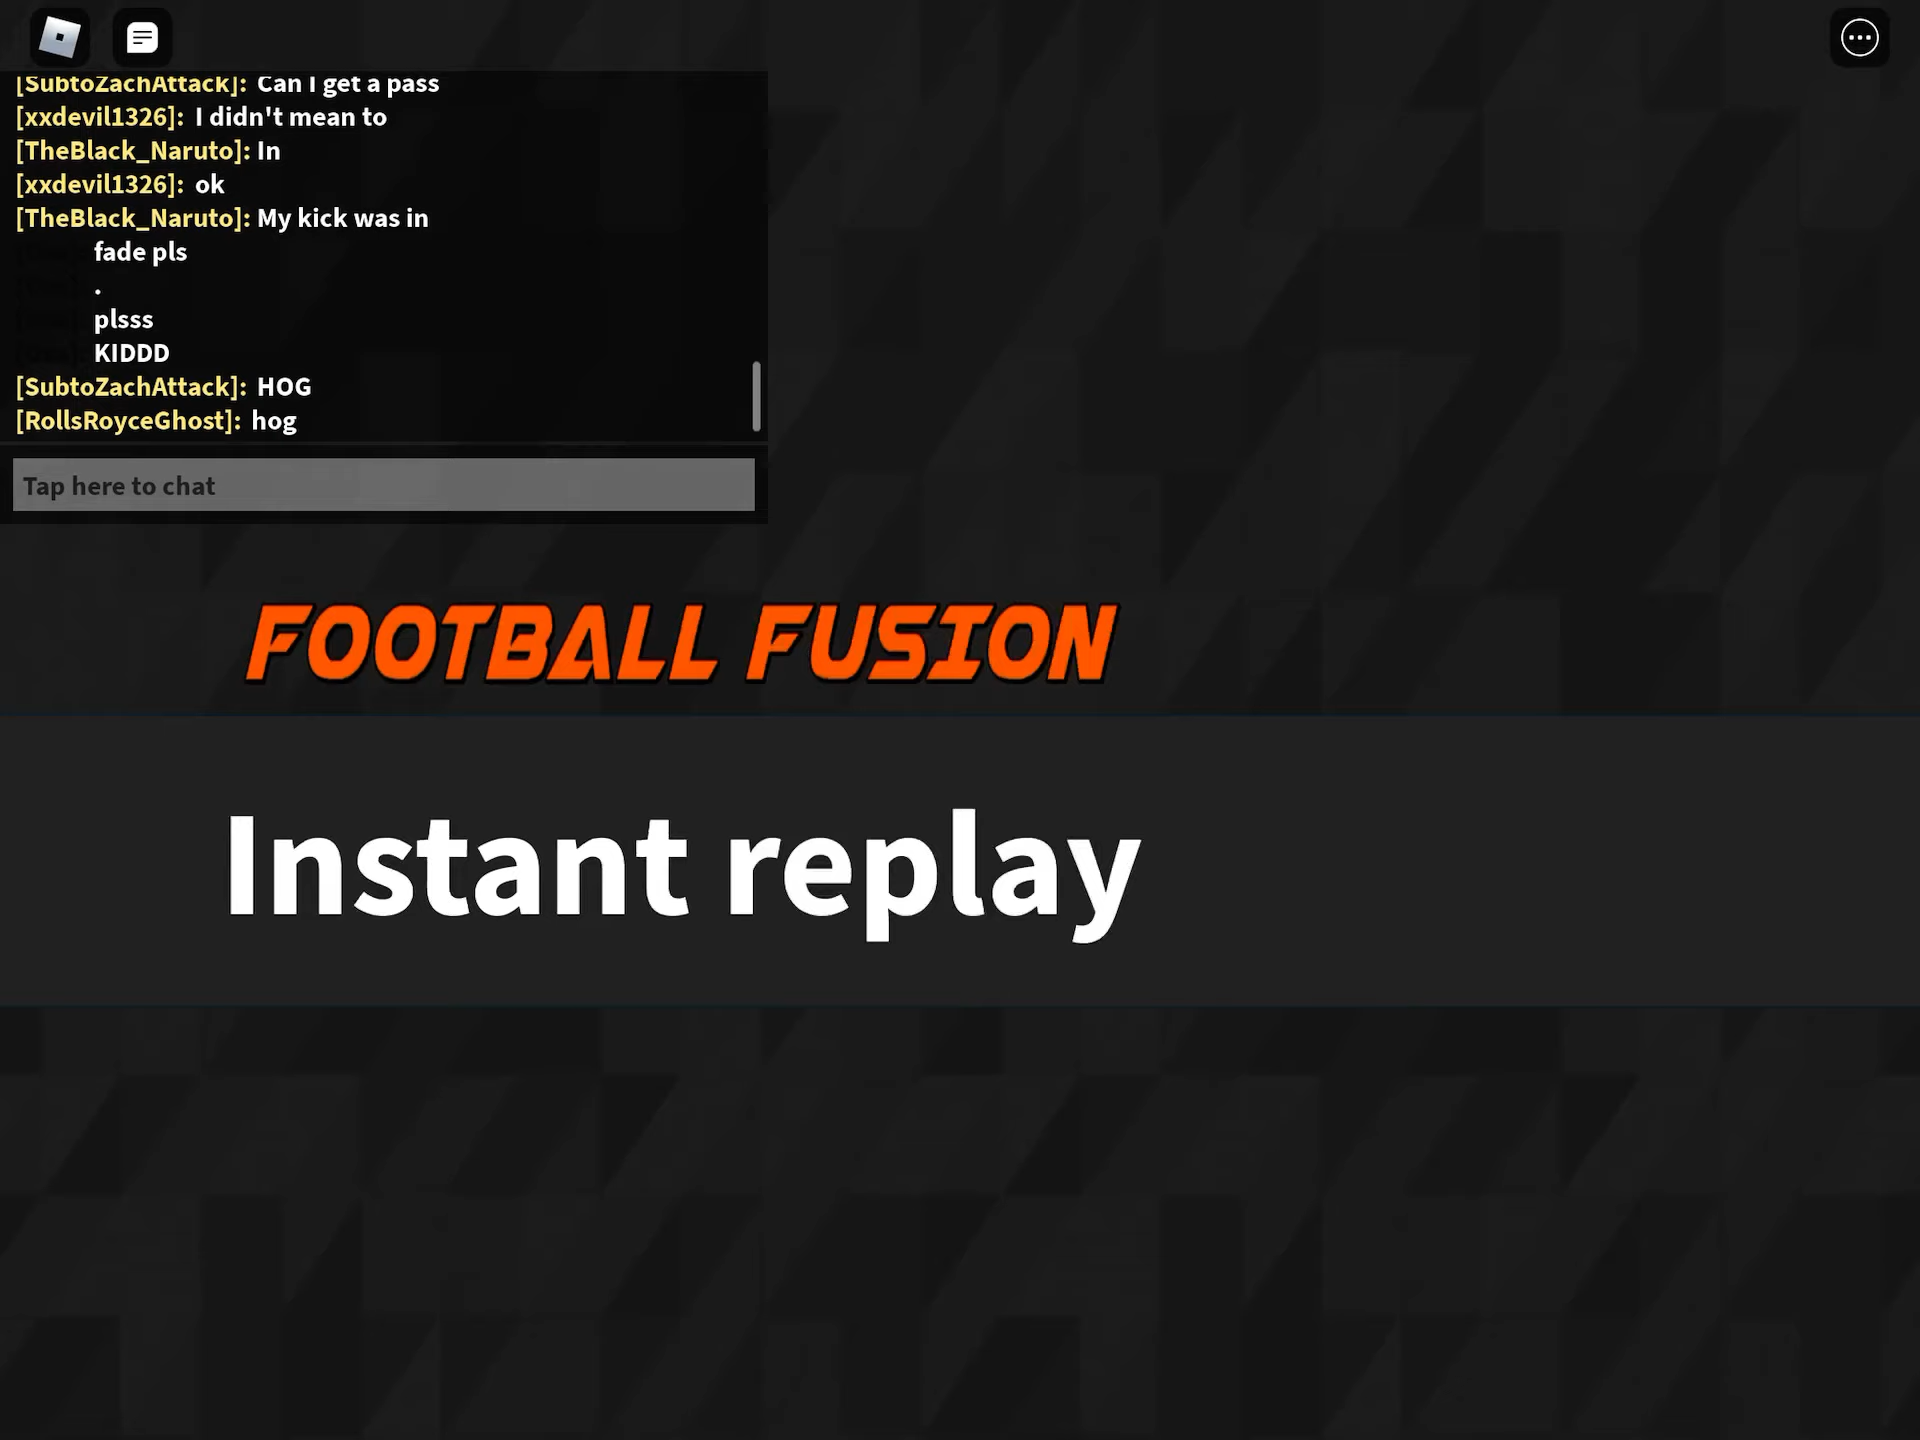 [SubtoZachAttack]: Can I get a pass
[xxdevil1326]: I didn't mean to
[TheBlack_Naruto]: In
[xxdevil1326]: ok
[TheBlack_Naruto]: My kick was in
fade pls
.
plsss
KIDDD
[SubtoZachAttack]: HOG
[RollsRoyceGhost]: hog
Tap here to chat
FOOTBALL FUSION
Instant replay